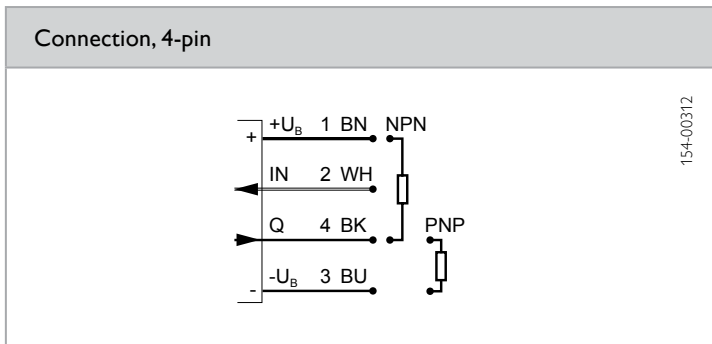 Connection, 4-pin
+U_B 1 BN NPN
+
IN 2 WH
Q 4 BK PNP
-U_B 3 BU
-
154-00312